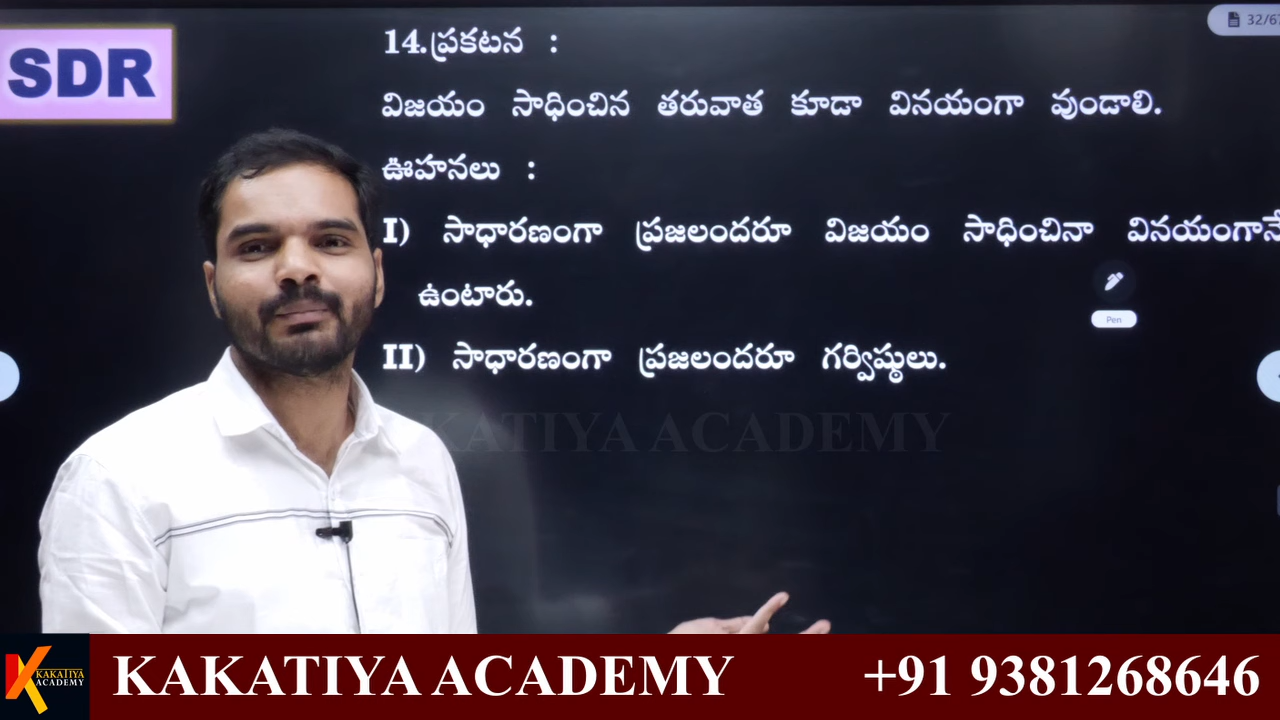 SDR
32/67
14.ప్రకటన :
విజయం సాధించిన తరువాత కూడా వినయంగా వుండాలి.
ఊహనలు :
I) సాధారణంగా ప్రజలందరూ విజయం సాధించినా వినయంగానే
ఉంటారు.
Pen
II) సాధారణంగా ప్రజలందరూ గర్విష్ఠులు.
KAKATIYA ACADEMY
KAKATIYA
ACADEMY
KAKATIYA ACADEMY +91 9381268646